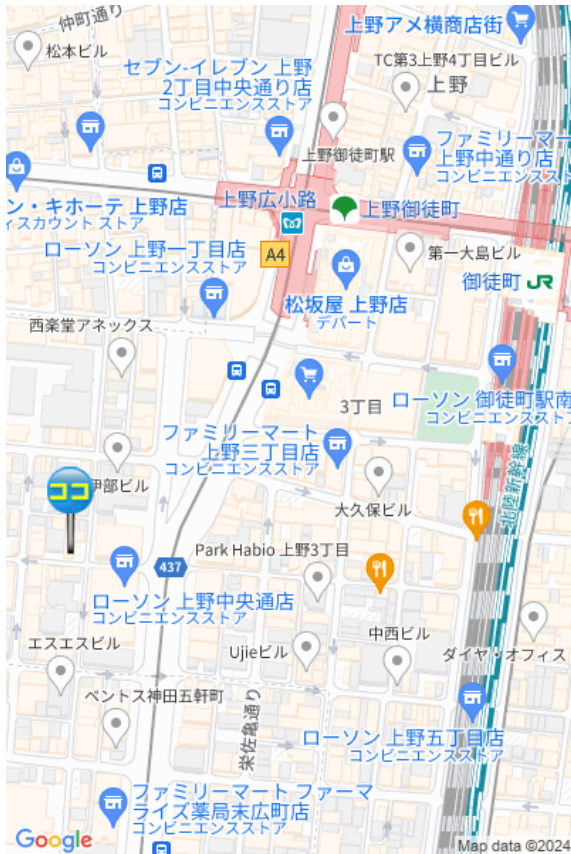 仲町通り
松本ビル
上野アメ横商店街
TC第3上野4丁目ビル
上野
セブン-イレブン 上野
2丁目中央通り店
コンビニエンスストア
上野御徒町駅
ファミリーマー
上野中通り店
コンビニエンススト
ン・キホーテ 上野店
ィスカウント ストア
上野広小路
上野御徒町
A4
ローソン 上野一丁目店
コンビニエンスストア
第一大島ビル
御徒町 JR
松坂屋 上野店
デパート
西楽堂アネックス
3丁目
ローソン 御徒町駅南
コンビニエンススト
ファミリーマート
上野三丁目店
コンビニエンスストア
北陸新幹線
ココ
伊部ビル
大久保ビル
Park Habio 上野3丁目
437
ローソン 上野中央通店
コンビニエンスストア
エスエスビル
Ujieビル
中西ビル
ダイヤ・オフィス
ベントス神田五軒町
栄佐亀通り
ローソン 上野五丁目店
コンビニエンスストア
ファミリーマート ファーマ
ライズ薬局末広町店
コンビニエンスストア
Google
Map data ©2024